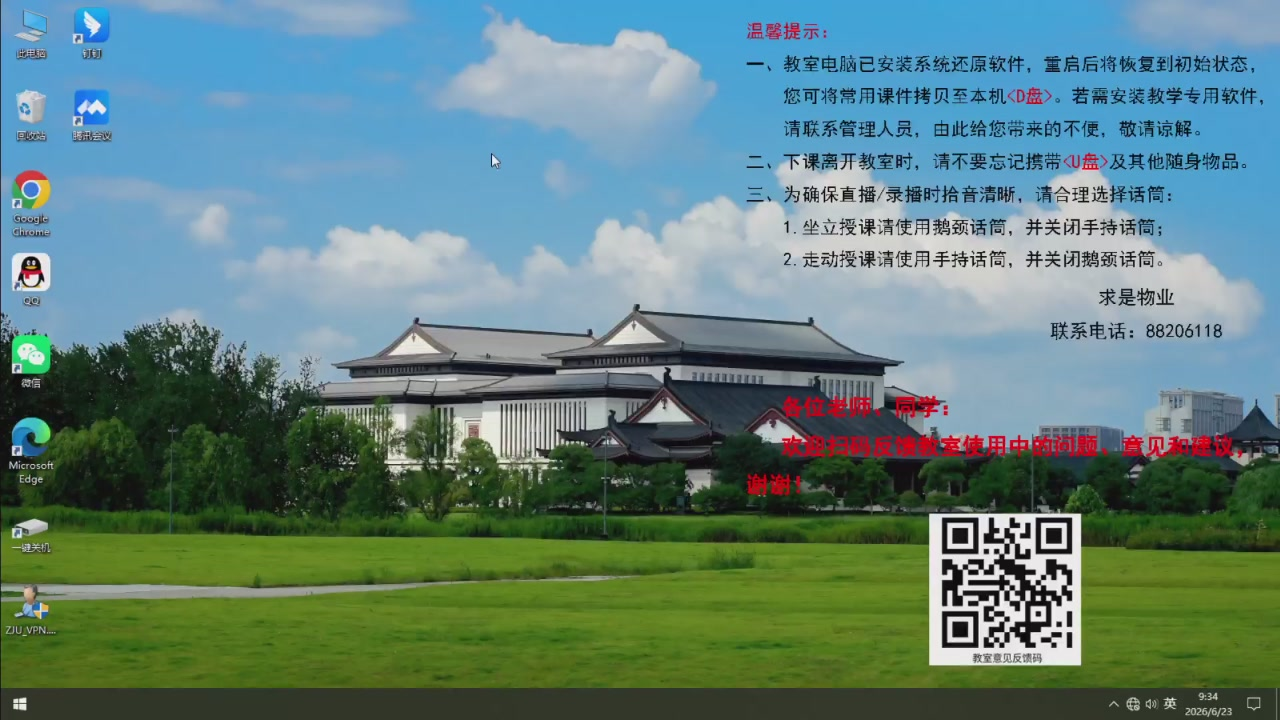 此电脑
钉钉
回收站
腾讯会议
Google
Chrome
QQ
微信
Microsoft
Edge
一键关机
ZJU_VPN....
温馨提示：
一、教室电脑已安装系统还原软件，重启后将恢复到初始状态，
您可将常用课件拷贝至本机<D盘>。若需安装教学专用软件，
请联系管理人员，由此给您带来的不便，敬请谅解。
二、下课离开教室时，请不要忘记携带<U盘>及其他随身物品。
三、为确保直播/录播时拾音清晰，请合理选择话筒：
1.坐立授课请使用鹅颈话筒，并关闭手持话筒；
2.走动授课请使用手持话筒，并关闭鹅颈话筒。
求是物业
联系电话：88206118
各位老师、同学：
欢迎扫码反馈教室使用中的问题、意见和建议，
谢谢！
教室意见反馈码
英
9:34
2026/6/23